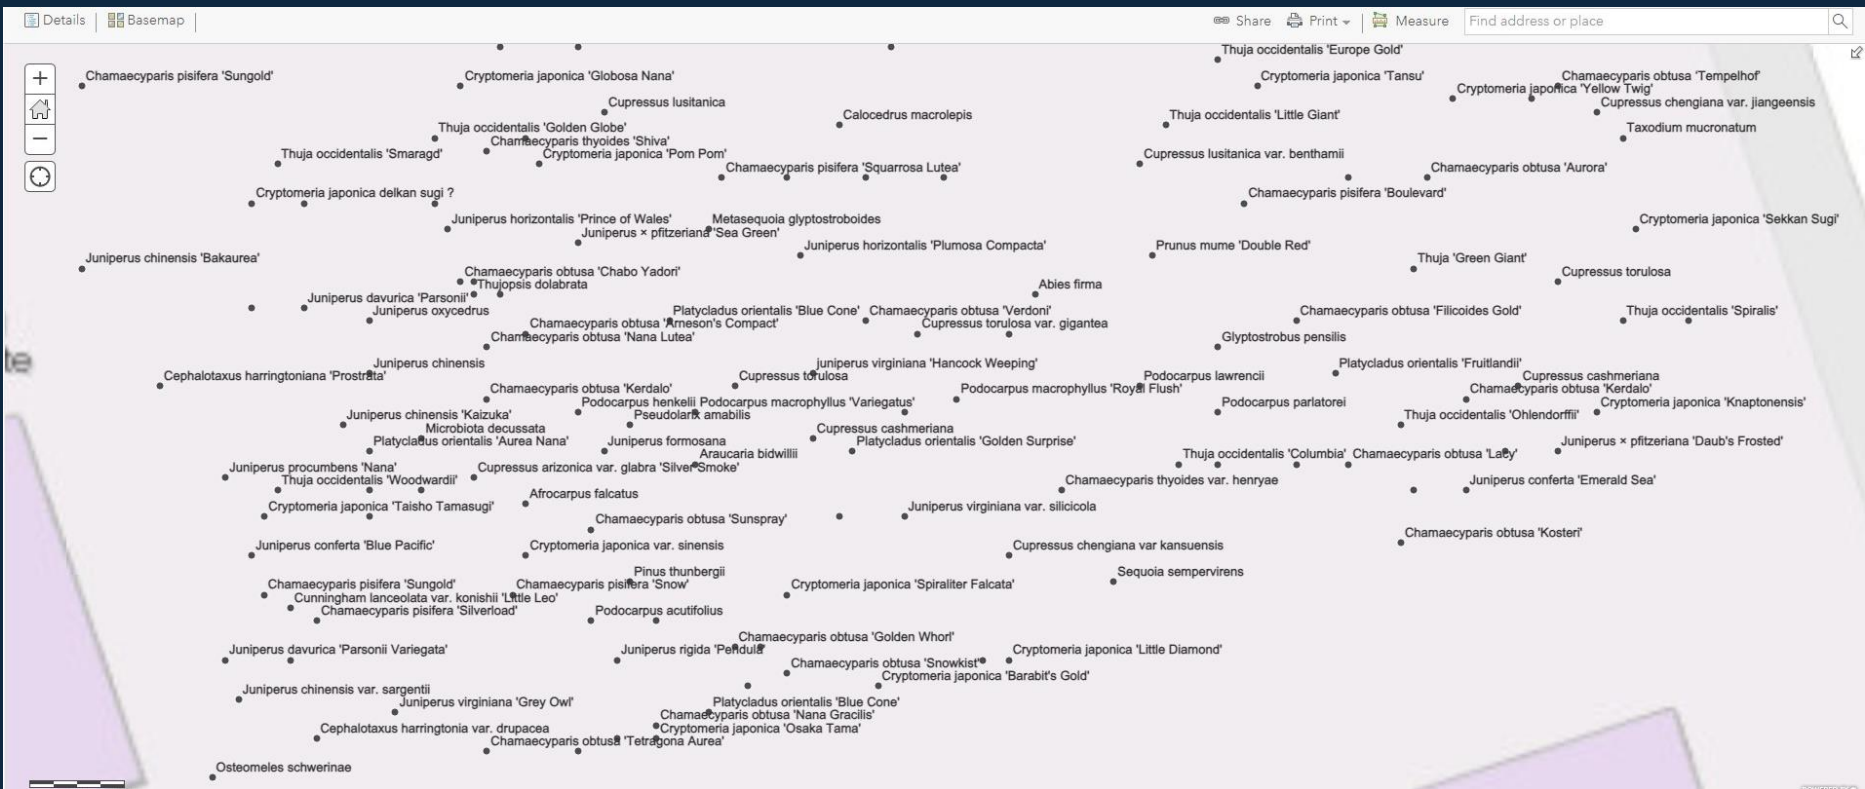 Details
Basemap
Share
Print
Measure
Find address or place
Thuja occidentalis 'Europe Gold'
Chamaecyparis pisifera 'Sungold'
Cryptomeria japonica 'Globosa Nana'
Cryptomeria japonica 'Tansu'
Chamaecyparis obtusa 'Tempelhof'
Cryptomeria japonica 'Yellow Twig'
Cupressus lusitanica
Cupressus chengiana var. jiangeensis
Calocedrus macrolepis
Thuja occidentalis 'Little Giant'
Thuja occidentalis 'Golden Globe'
Taxodium mucronatum
Chamaecyparis thyoides 'Shiva'
Thuja occidentalis 'Smaragd'
Cryptomeria japonica 'Pom Pom'
Cupressus lusitanica var. benthamii
Chamaecyparis pisifera 'Squarrosa Lutea'
Chamaecyparis obtusa 'Aurora'
Cryptomeria japonica delkan sugi ?
Chamaecyparis pisifera 'Boulevard'
Juniperus horizontalis 'Prince of Wales'
Metasequoia glyptostroboides
Cryptomeria japonica 'Sekkan Sugi'
Juniperus × pfitzeriana 'Sea Green'
Juniperus horizontalis 'Plumosa Compacta'
Prunus mume 'Double Red'
Juniperus chinensis 'Bakaurea'
Thuja 'Green Giant'
Chamaecyparis obtusa 'Chabo Yadori'
Cupressus torulosa
Thujopsis dolabrata
Abies firma
Juniperus davurica 'Parsonii'
Juniperus oxycedrus
Platycladus orientalis 'Blue Cone'
Chamaecyparis obtusa 'Verdoni'
Chamaecyparis obtusa 'Filicoides Gold'
Thuja occidentalis 'Spiralis'
Chamaecyparis obtusa 'Arneson's Compact'
Cupressus torulosa var. gigantea
Chamaecyparis obtusa 'Nana Lutea'
Glyptostrobus pensilis
te
Juniperus chinensis
juniperus virginiana 'Hancock Weeping'
Platycladus orientalis 'Fruitlandii'
Cephalotaxus harringtoniana 'Prostrata'
Cupressus torulosa
Podocarpus lawrencii
Cupressus cashmeriana
Chamaecyparis obtusa 'Kerdalo'
Podocarpus macrophyllus 'Royal Flush'
Chamaecyparis obtusa 'Kerdalo'
Podocarpus henkelii
Podocarpus macrophyllus 'Variegatus'
Podocarpus parlatorei
Cryptomeria japonica 'Knaptonensis'
Juniperus chinensis 'Kaizuka'
Pseudolarix amabilis
Thuja occidentalis 'Ohlendorffii'
Microbiota decussata
Cupressus cashmeriana
Platycladus orientalis 'Aurea Nana'
Juniperus formosana
Platycladus orientalis 'Golden Surprise'
Juniperus × pfitzeriana 'Daub's Frosted'
Araucaria bidwillii
Thuja occidentalis 'Columbia'
Chamaecyparis obtusa 'Lacy'
Juniperus procumbens 'Nana'
Cupressus arizonica var. glabra 'Silver Smoke'
Thuja occidentalis 'Woodwardii'
Chamaecyparis thyoides var. henryae
Juniperus conferta 'Emerald Sea'
Afrocarpus falcatus
Cryptomeria japonica 'Taisho Tamasugi'
Juniperus virginiana var. silicicola
Chamaecyparis obtusa 'Sunspray'
Chamaecyparis obtusa 'Kosteri'
Juniperus conferta 'Blue Pacific'
Cryptomeria japonica var. sinensis
Cupressus chengiana var kansuensis
Pinus thunbergii
Sequoia sempervirens
Chamaecyparis pisifera 'Sungold'
Chamaecyparis pisifera 'Snow'
Cryptomeria japonica 'Spiraliter Falcata'
Cunningham lanceolata var. konishii 'Little Leo'
Chamaecyparis pisifera 'Silverload'
Podocarpus acutifolius
Chamaecyparis obtusa 'Golden Whorl'
Juniperus davurica 'Parsonii Variegata'
Juniperus rigida 'Pendula'
Cryptomeria japonica 'Little Diamond'
Chamaecyparis obtusa 'Snowkist'
Cryptomeria japonica 'Barabit's Gold'
Juniperus chinensis var. sargentii
Juniperus virginiana 'Grey Owl'
Platycladus orientalis 'Blue Cone'
Chamaecyparis obtusa 'Nana Gracilis'
Cephalotaxus harringtonia var. drupacea
Cryptomeria japonica 'Osaka Tama'
Chamaecyparis obtusa 'Tetragona Aurea'
Osteomeles schwerinae